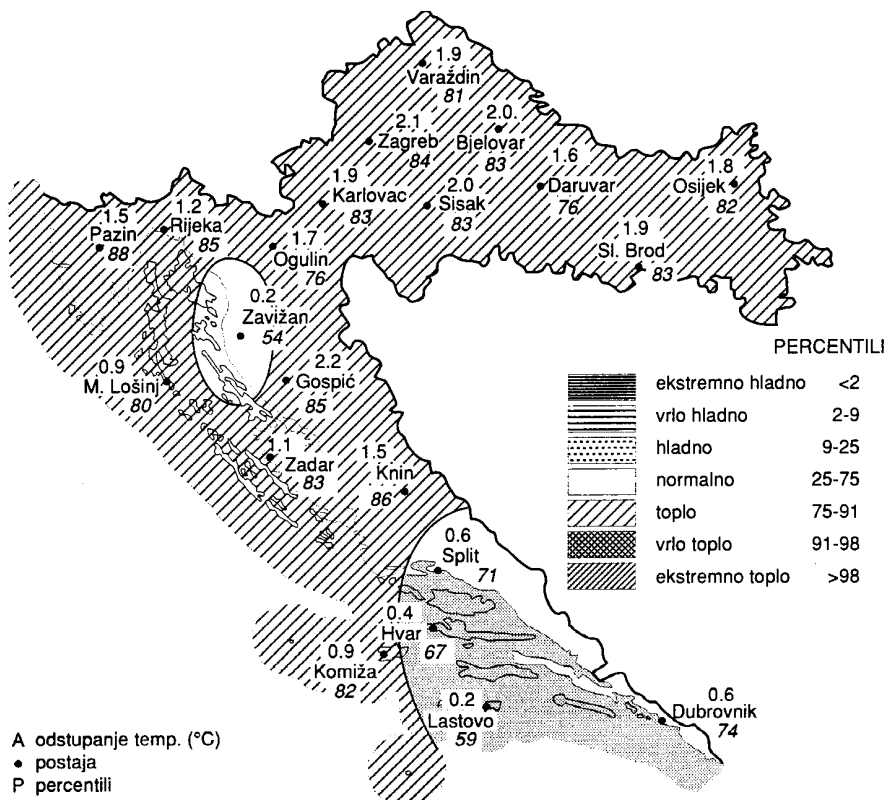 1.9
Varaždin
81
2.1
Zagreb
84
2.0.
Bjelovar
83
1.6
Daruvar
76
1.8
Osijek
82
1.9
Karlovac
83
2.0
Sisak
83
1.9
Sl. Brod
83
1.5
Pazin
88
1.2
Rijeka
85
1.7
Ogulin
76
0.2
Zavižan
54
0.9
M. Lošinj
80
2.2
Gospić
85
1.1
Zadar
83
1.5
Knin
86
0.6
Split
71
0.4
Hvar
67
0.9
Komiža
82
0.2
Lastovo
59
0.6
Dubrovnik
74
PERCENTILI
ekstremno hladno <2
vrlo hladno 2-9
hladno 9-25
normalno 25-75
toplo 75-91
vrlo toplo 91-98
ekstremno toplo >98
A odstupanje temp. (°C)
• postaja
P percentili